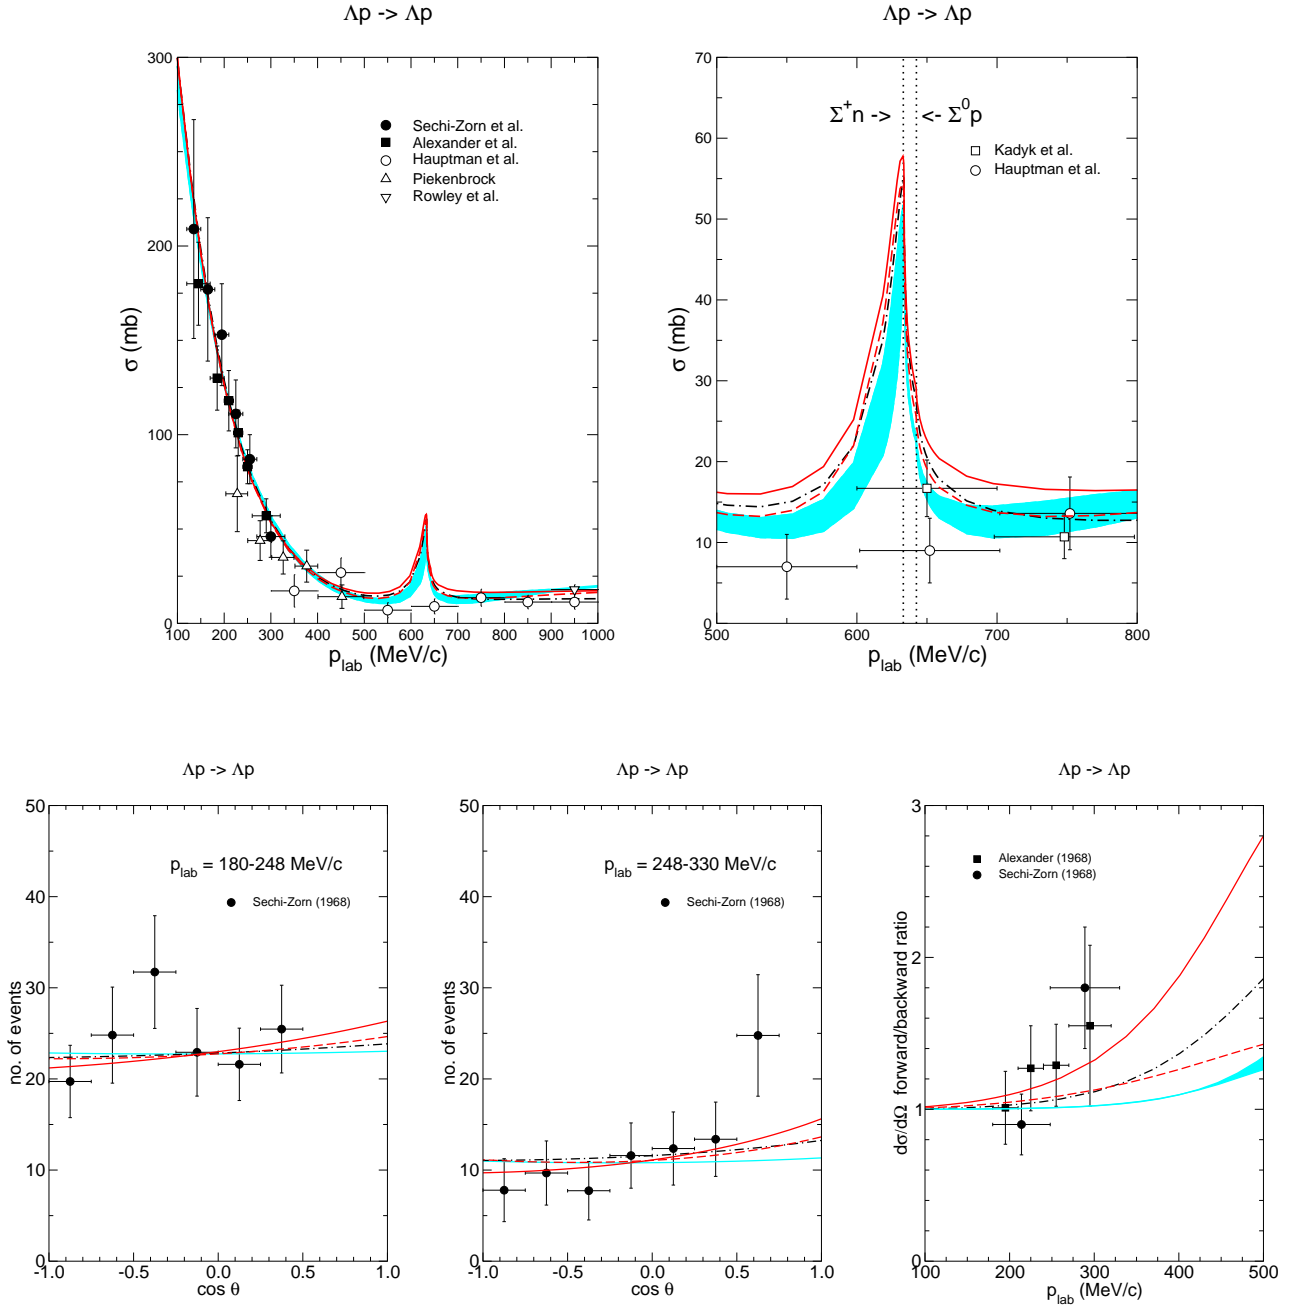 Λp -> Λp
300
200
100
0
σ (mb)
Sechi-Zorn et al.
Alexander et al.
Hauptman et al.
Piekenbrock
Rowley et al.
100 200 300 400 500 600 700 800 900 1000
p_lab (MeV/c)
Λp -> Λp
70
60
50
40
30
20
10
0
σ (mb)
Σ⁺n -> <- Σ⁰p
Kadyk et al.
Hauptman et al.
500 600 700 800
p_lab (MeV/c)
Λp -> Λp
50
40
30
20
10
0
no. of events
p_lab = 180-248 MeV/c
Sechi-Zorn (1968)
-1.0 -0.5 0.0 0.5 1.0
cos θ
Λp -> Λp
50
40
30
20
10
0
no. of events
p_lab = 248-330 MeV/c
Sechi-Zorn (1968)
-1.0 -0.5 0.0 0.5 1.0
cos θ
Λp -> Λp
3
2
1
0
dσ/dΩ forward/backward ratio
Alexander (1968)
Sechi-Zorn (1968)
100 200 300 400 500
p_lab (MeV/c)